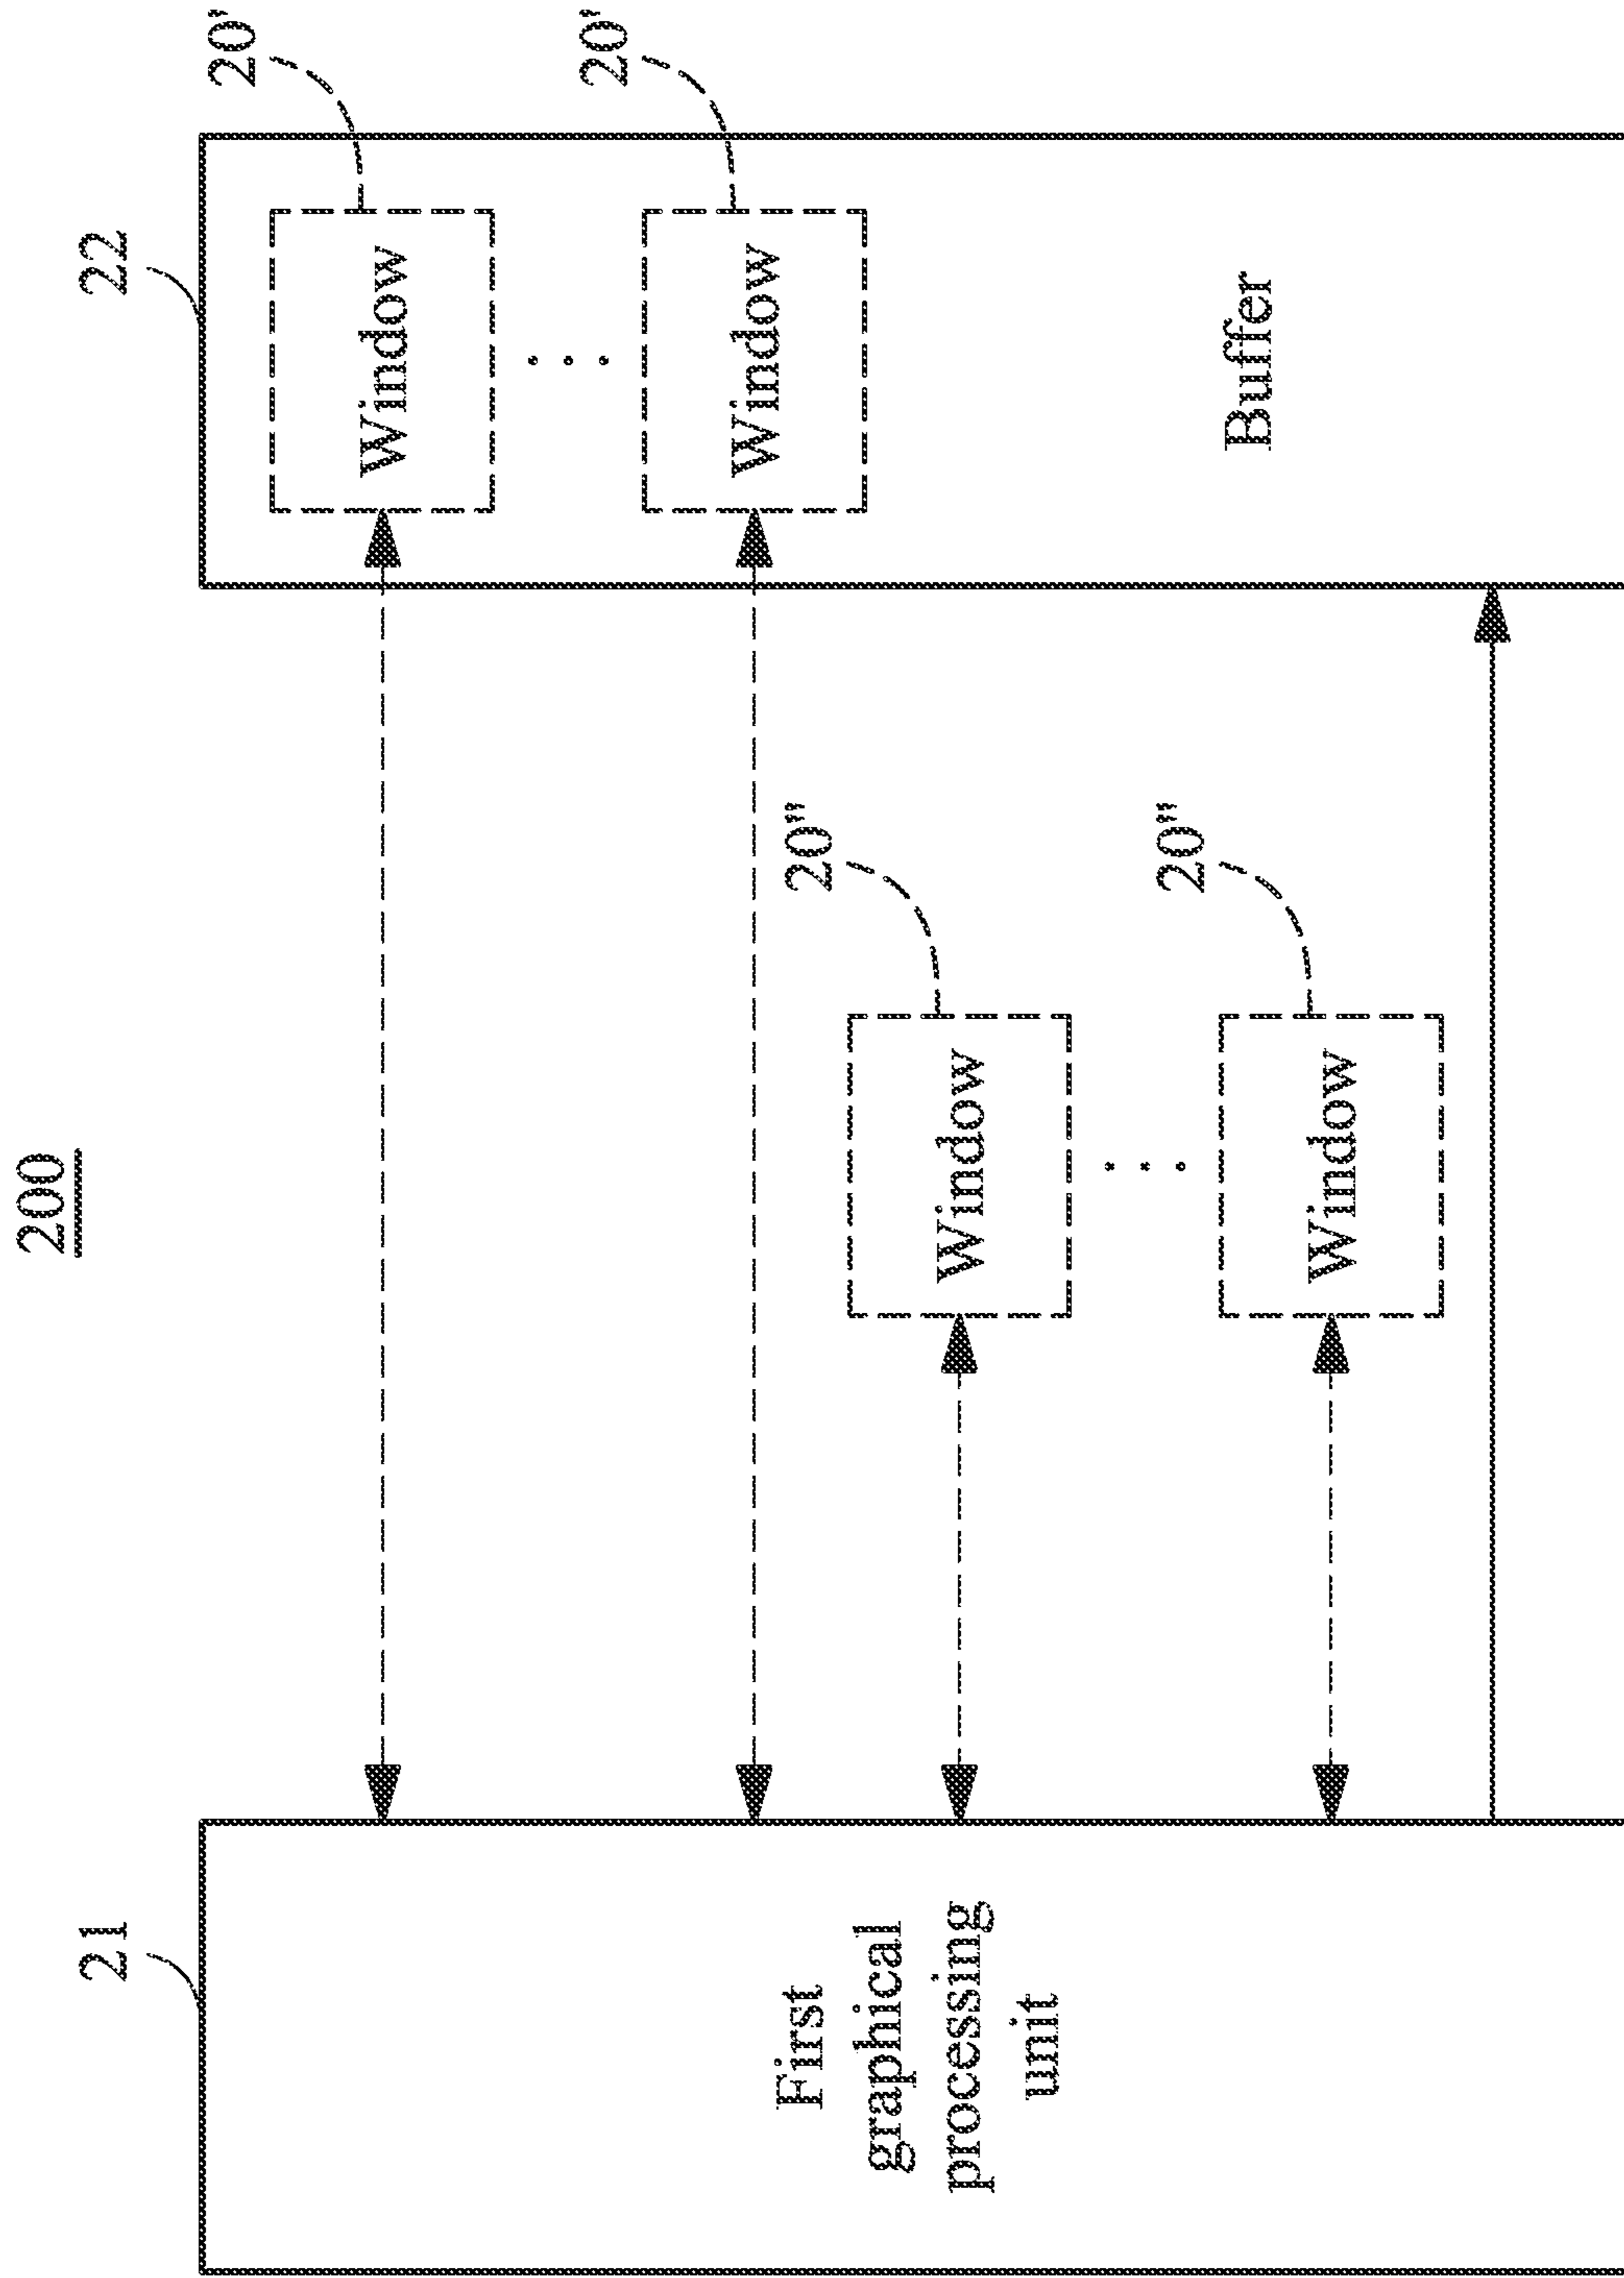 200
21
22
First
graphical
processing
unit
Window
20'
Window
20'
Window
20"
Window
20"
Buffer